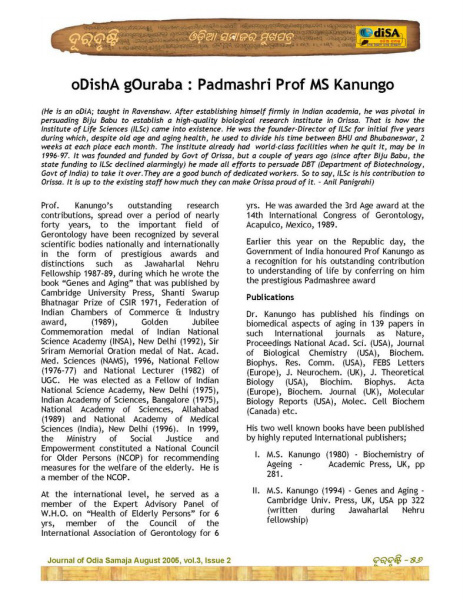 ଦୂରଦୃଷ୍ଟି
ଓଡ଼ିଆ ସମାଜର ମୁଖପତ୍ର
diSA
oDishA gOuraba : Padmashri Prof MS Kanungo
(He is an oDiA; taught in Ravenshaw. After establishing himself firmly in Indian academia, he was pivotal in
persuading Biju Babu to establish a high-quality biological research institute in Orissa. That is how the
Institute of Life Sciences (ILSc) came into existence. He was the founder-Director of ILSc for initial five years
during which, despite old age and aging health, he used to divide his time between BHU and Bhubaneswar, 2
weeks at each place each month. The institute already had world-class facilities when he quit it, may be in
1996-97. It was founded and funded by Govt of Orissa, but a couple of years ago (since after Biju Babu, the
state funding to ILSc declined alarmingly) he made all efforts to persuade DBT (Department of Biotechnology,
Govt of India) to take it over.They are a good bunch of dedicated workers. So to say, ILSc is his contribution to
Orissa. It is up to the existing staff how much they can make Orissa proud of it. - Anil Panigrahi)
Prof. Kanungo's outstanding research
contributions, spread over a period of nearly
forty years, to the important field of
Gerontology have been recognized by several
scientific bodies nationally and internationally
in the form of prestigious awards and
distinctions such as Jawaharlal Nehru
Fellowship 1987-89, during which he wrote the
book "Genes and Aging" that was published by
Cambridge University Press, Shanti Swarup
Bhatnagar Prize of CSIR 1971, Federation of
Indian Chambers of Commerce & Industry
award, (1989), Golden Jubilee
Commemoration medal of Indian National
Science Academy (INSA), New Delhi (1992), Sir
Sriram Memorial Oration medal of Nat. Acad.
Med. Sciences (NAMS), 1996, National Fellow
(1976-77) and National Lecturer (1982) of
UGC. He was elected as a Fellow of Indian
National Science Academy, New Delhi (1975),
Indian Academy of Sciences, Bangalore (1975),
National Academy of Sciences, Allahabad
(1989) and National Academy of Medical
Sciences (India), New Delhi (1996). In 1999,
the Ministry of Social Justice and
Empowerment constituted a National Council
for Older Persons (NCOP) for recommending
measures for the welfare of the elderly. He is
a member of the NCOP.
At the international level, he served as a
member of the Expert Advisory Panel of
W.H.O. on "Health of Elderly Persons" for 6
yrs, member of the Council of the
International Association of Gerontology for 6
yrs. He was awarded the 3rd Age award at the
14th International Congress of Gerontology,
Acapulco, Mexico, 1989.
Earlier this year on the Republic day, the
Government of India honoured Prof Kanungo as
a recognition for his outstanding contribution
to understanding of life by conferring on him
the prestigious Padmashree award
Publications
Dr. Kanungo has published his findings on
biomedical aspects of aging in 139 papers in
such International journals as Nature,
Proceedings National Acad. Sci. (USA), Journal
of Biological Chemistry (USA), Biochem.
Biophys. Res. Comm. (USA), FEBS Letters
(Europe), J. Neurochem. (UK), J. Theoretical
Biology (USA), Biochim. Biophys. Acta
(Europe), Biochem. Journal (UK), Molecular
Biology Reports (USA), Molec. Cell Biochem
(Canada) etc.
His two well known books have been published
by highly reputed International publishers;
I. M.S. Kanungo (1980) - Biochemistry of
Ageing - Academic Press, UK, pp
281.
II. M.S. Kanungo (1994) - Genes and Aging -
Cambridge Univ. Press, UK, USA pp 322
(written during Jawaharlal Nehru
fellowship)
Journal of Odia Samaja August 2005, vol.3, Issue 2
ଦୂରଦୃଷ୍ଟି -